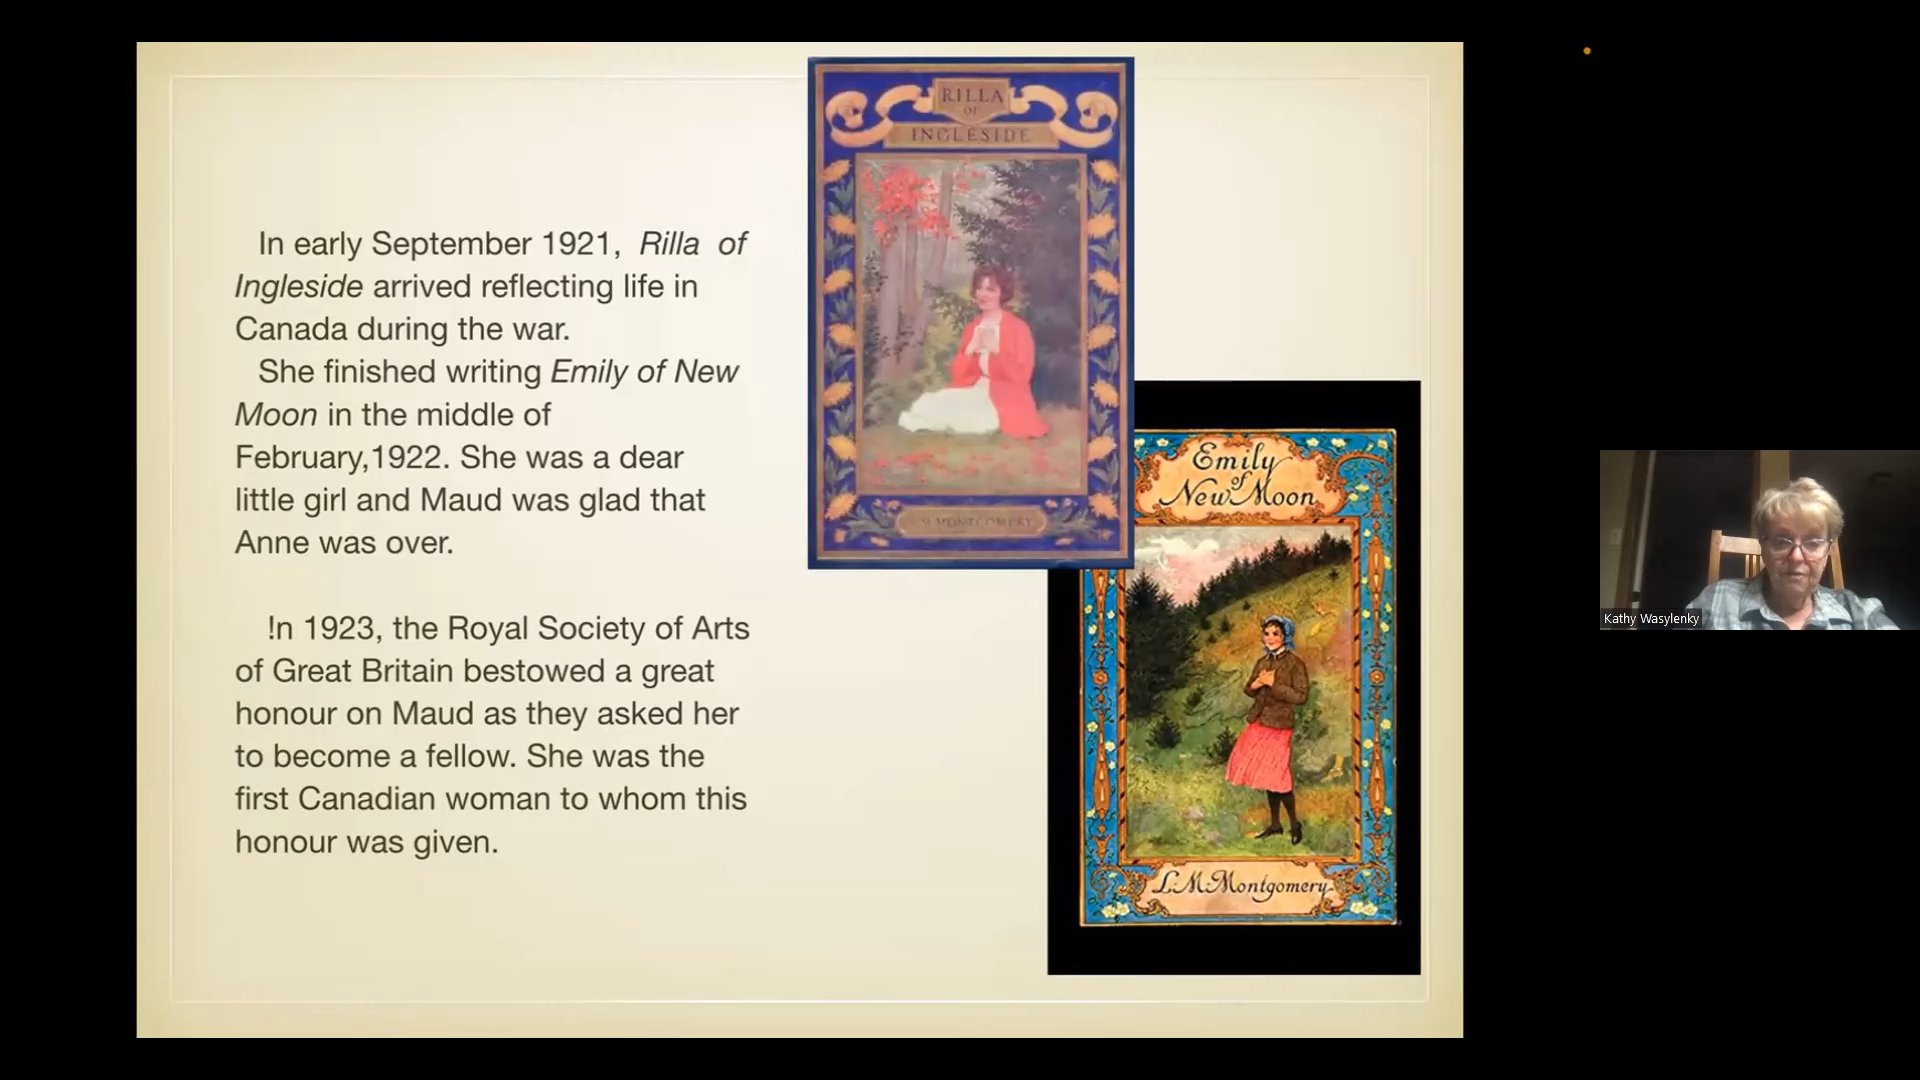 In early September 1921, Rilla of
Ingleside arrived reflecting life in
Canada during the war.
She finished writing Emily of New
Moon in the middle of
February,1922. She was a dear
little girl and Maud was glad that
Anne was over.
!n 1923, the Royal Society of Arts
of Great Britain bestowed a great
honour on Maud as they asked her
to become a fellow. She was the
first Canadian woman to whom this
honour was given.
RILLA
OF
INGLESIDE
L.M. MONTGOMERY
Emily
of
New Moon
L.M. Montgomery
Kathy Wasylenky